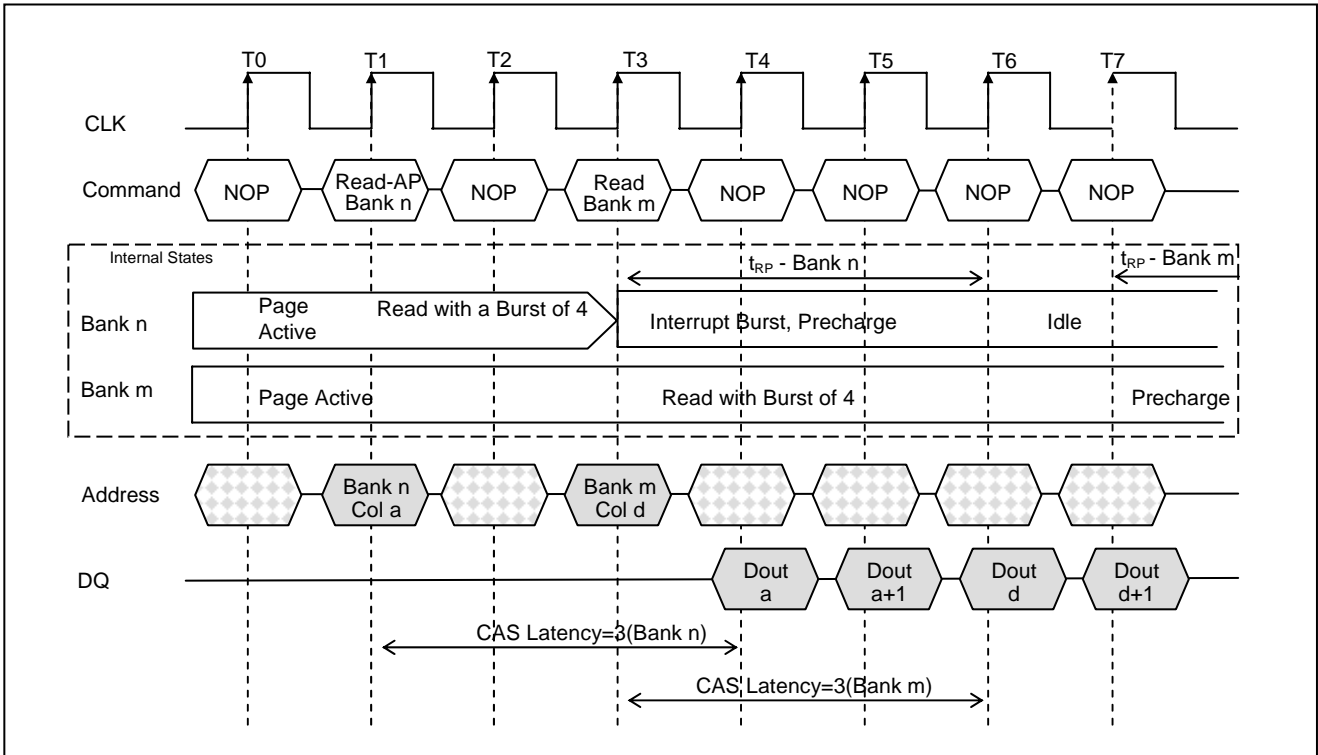 T0 T1 T2 T3 T4 T5 T6 T7
CLK
Command NOP Read-AP Bank n NOP Read Bank m NOP NOP NOP NOP
Internal States
tRP - Bank n
tRP - Bank m
Bank n Page Active Read with a Burst of 4 Interrupt Burst, Precharge Idle
Bank m Page Active Read with Burst of 4 Precharge
Address Bank n Col a Bank m Col d
DQ Dout a Dout a+1 Dout d Dout d+1
CAS Latency=3(Bank n)
CAS Latency=3(Bank m)